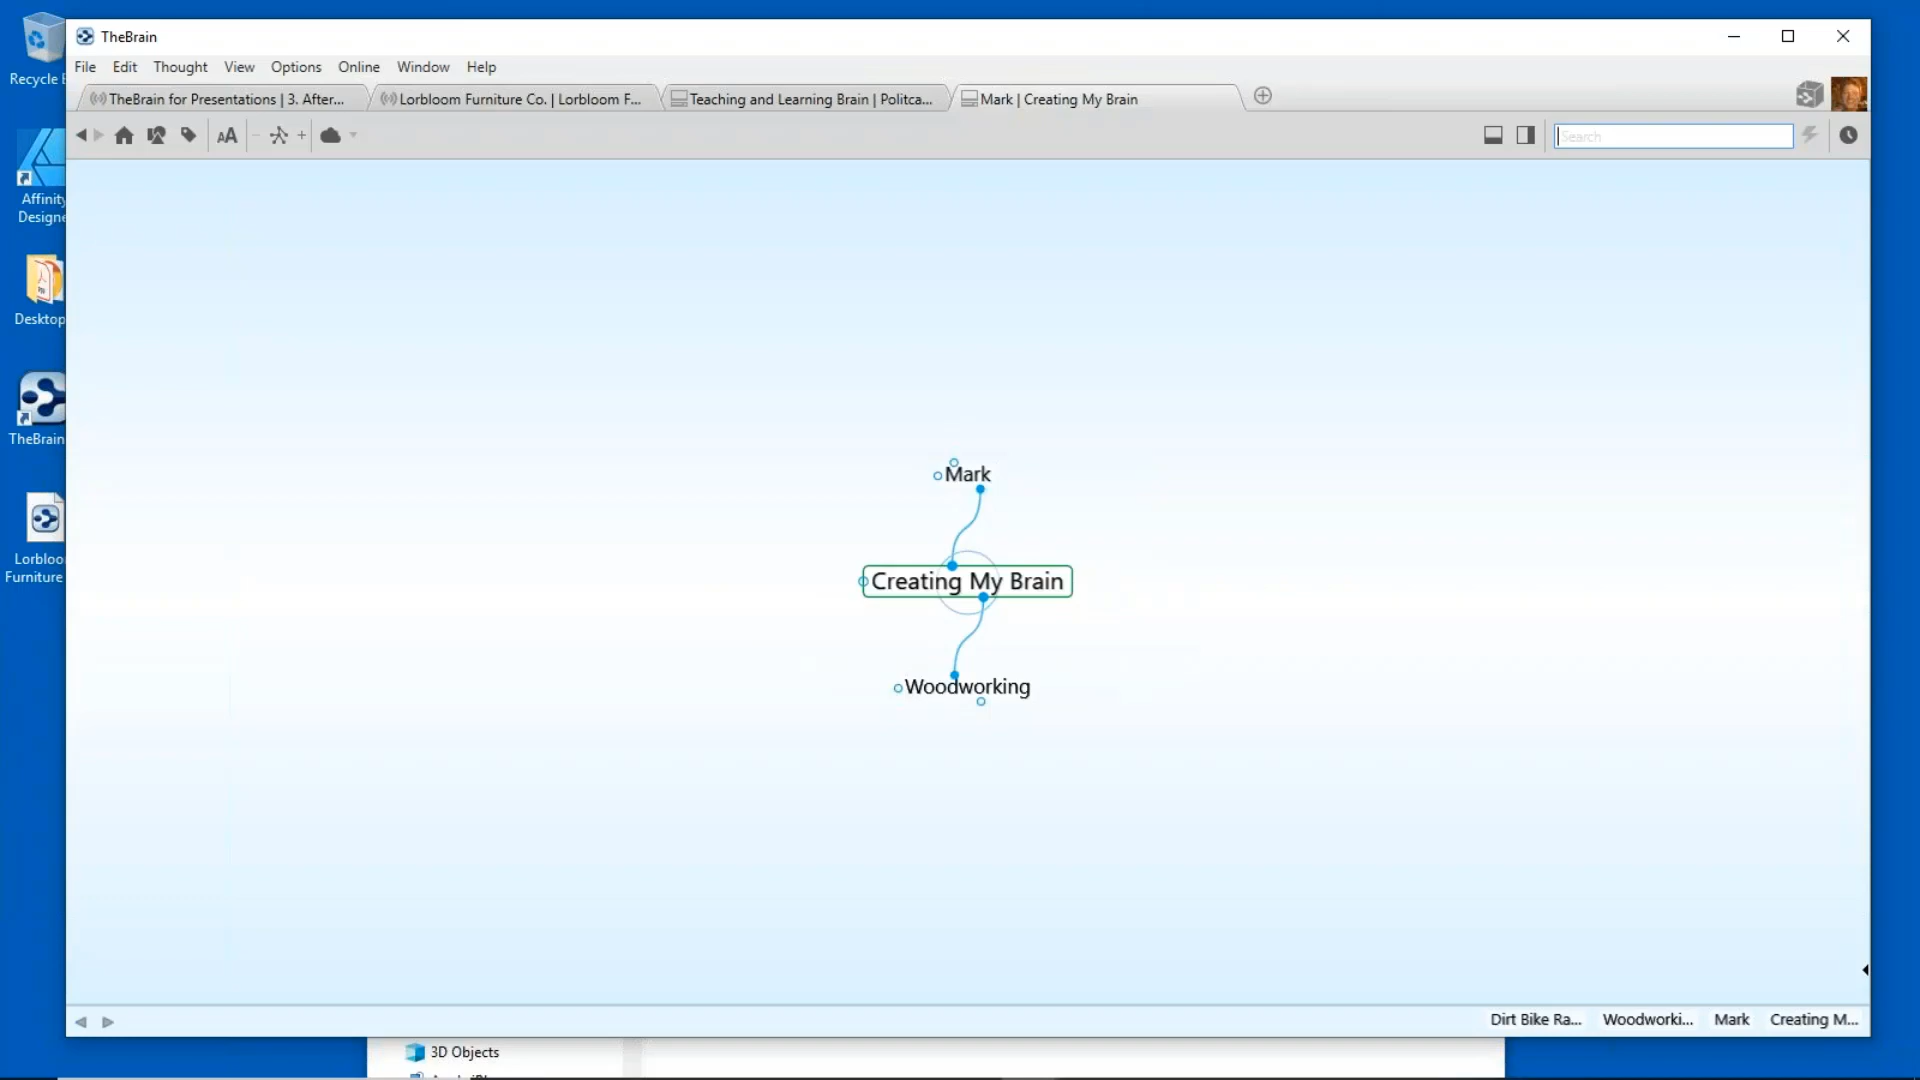 TheBrain
File Edit Thought View Options Online Window Help
TheBrain for Presentations | 3. After...
Lorbloom Furniture Co. | Lorbloom F...
Teaching and Learning Brain | Politca...
Mark | Creating My Brain
AA
Search
Recycle
Affinity
Designe
Desktop
TheBrain
Lorbloo
Furniture
Mark
Creating My Brain
Woodworking
Dirt Bike Ra... Woodworki... Mark Creating M...
3D Objects